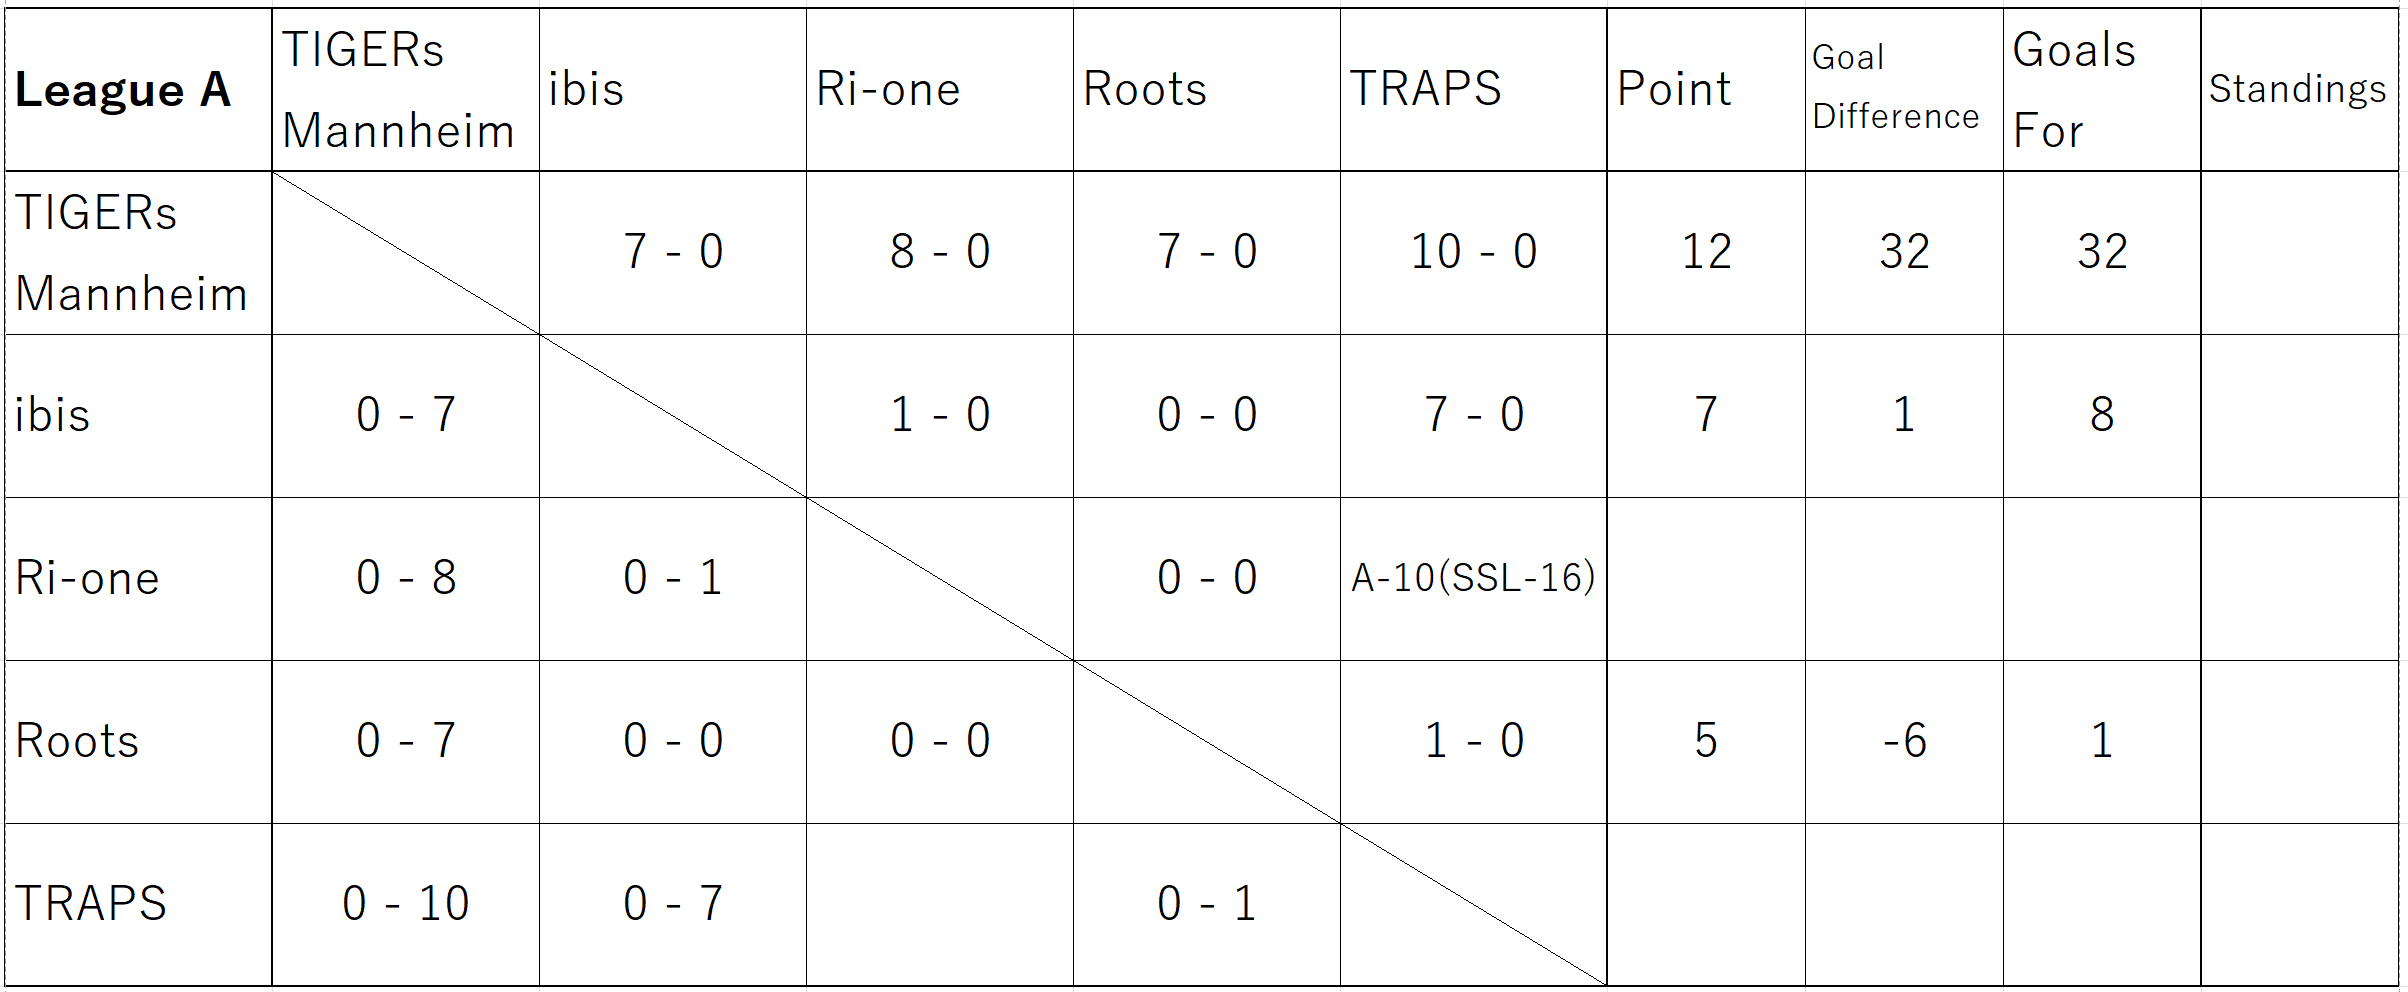 League A
TIGERs
Mannheim
ibis
Ri-one
Roots
TRAPS
Point
Goal
Difference
Goals
For
Standings
TIGERs
Mannheim
7 - 0
8 - 0
7 - 0
10 - 0
12
32
32
ibis
0 - 7
1 - 0
0 - 0
7 - 0
7
1
8
Ri-one
0 - 8
0 - 1
0 - 0
A-10(SSL-16)
Roots
0 - 7
0 - 0
0 - 0
1 - 0
5
-6
1
TRAPS
0 - 10
0 - 7
0 - 1